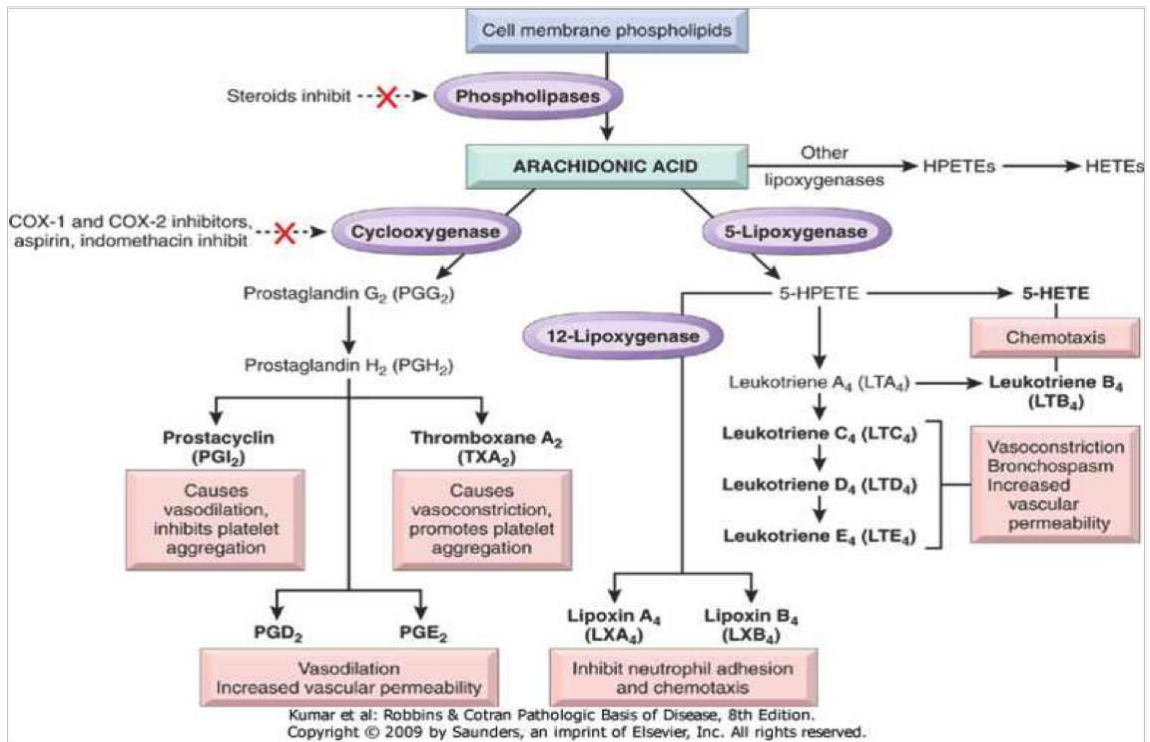 Cell membrane phospholipids
Steroids inhibit
Phospholipases
ARACHIDONIC ACID
Other
lipoxygenases
HPETEs
HETEs
COX-1 and COX-2 inhibitors,
aspirin, indomethacin inhibit
Cyclooxygenase
5-Lipoxygenase
Prostaglandin G₂ (PGG₂)
5-HPETE
5-HETE
12-Lipoxygenase
Chemotaxis
Prostaglandin H₂ (PGH₂)
Leukotriene A₄ (LTA₄)
Leukotriene B₄
(LTB₄)
Prostacyclin
(PGI₂)
Thromboxane A₂
(TXA₂)
Leukotriene C₄ (LTC₄)
Leukotriene D₄ (LTD₄)
Leukotriene E₄ (LTE₄)
Vasoconstriction
Bronchospasm
Increased
vascular
permeability
Causes
vasodilation,
inhibits platelet
aggregation
Causes
vasoconstriction,
promotes platelet
aggregation
PGD₂
PGE₂
Lipoxin A₄
(LXA₄)
Lipoxin B₄
(LXB₄)
Vasodilation
Increased vascular permeability
Inhibit neutrophil adhesion
and chemotaxis
Kumar et al: Robbins & Cotran Pathologic Basis of Disease, 8th Edition.
Copyright © 2009 by Saunders, an imprint of Elsevier, Inc. All rights reserved.